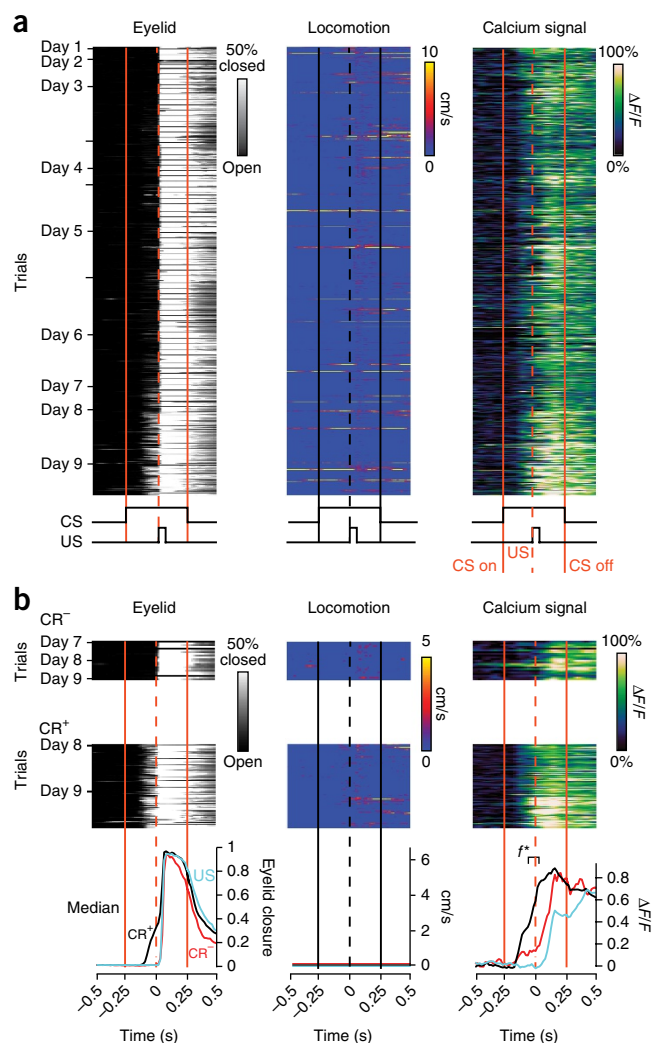 a
Eyelid
Locomotion
Calcium signal
Day 1
Day 2
Day 3
Day 4
Day 5
Day 6
Day 7
Day 8
Day 9
Trials
50%
closed
Open
10
cm/s
0
100%
ΔF/F
0%
CS
US
US
CS on
CS off
b
CR–
Eyelid
Locomotion
Calcium signal
Day 7
Day 8
Day 9
Trials
50%
closed
Open
5
cm/s
0
100%
ΔF/F
0%
CR+
Day 8
Day 9
Trials
Median
CR+
US
CR–
1
0.8
0.6
0.4
0.2
0
Eyelid closure
6
4
2
0
cm/s
f*
0.8
0.6
0.4
0.2
0
ΔF/F
–0.5
–0.25
0
0.25
0.5
Time (s)
–0.5
–0.25
0
0.25
0.5
Time (s)
–0.5
–0.25
0
0.25
0.5
Time (s)